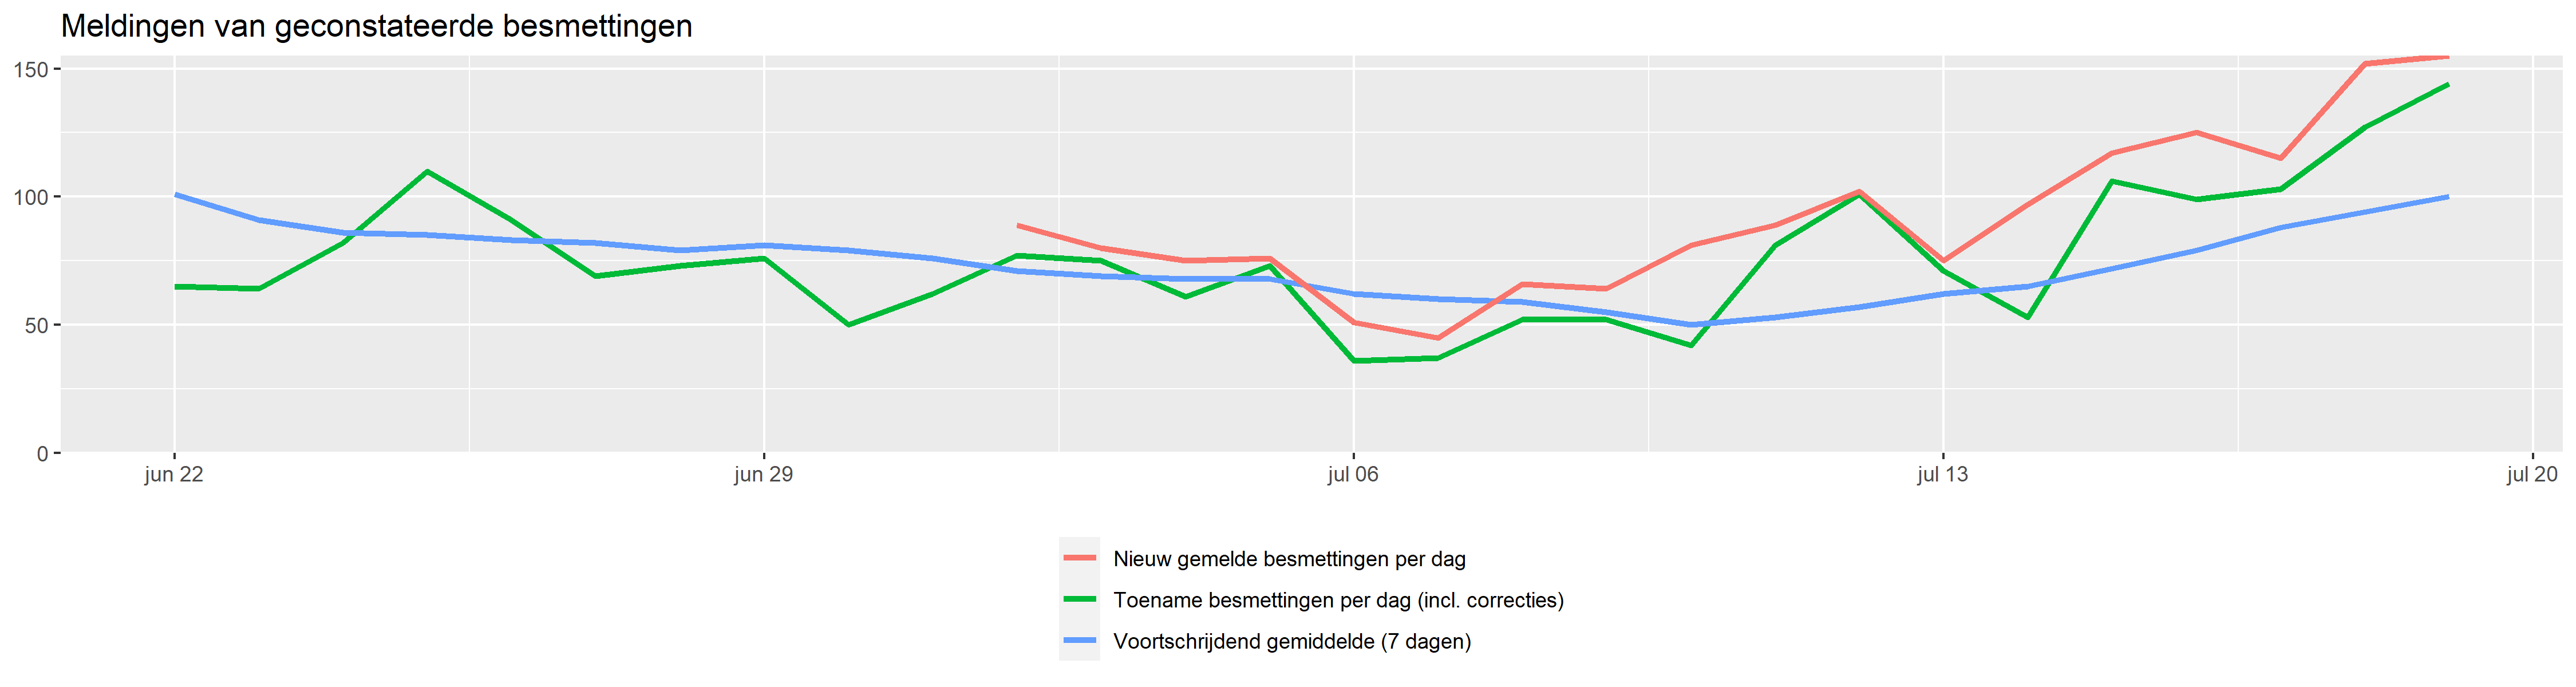 Meldingen van geconstateerde besmettingen
150
100
50
0
jun 22 jun 29 jul 06 jul 13 jul 20
Nieuw gemelde besmettingen per dag
Toename besmettingen per dag (incl. correcties)
Voortschrijdend gemiddelde (7 dagen)